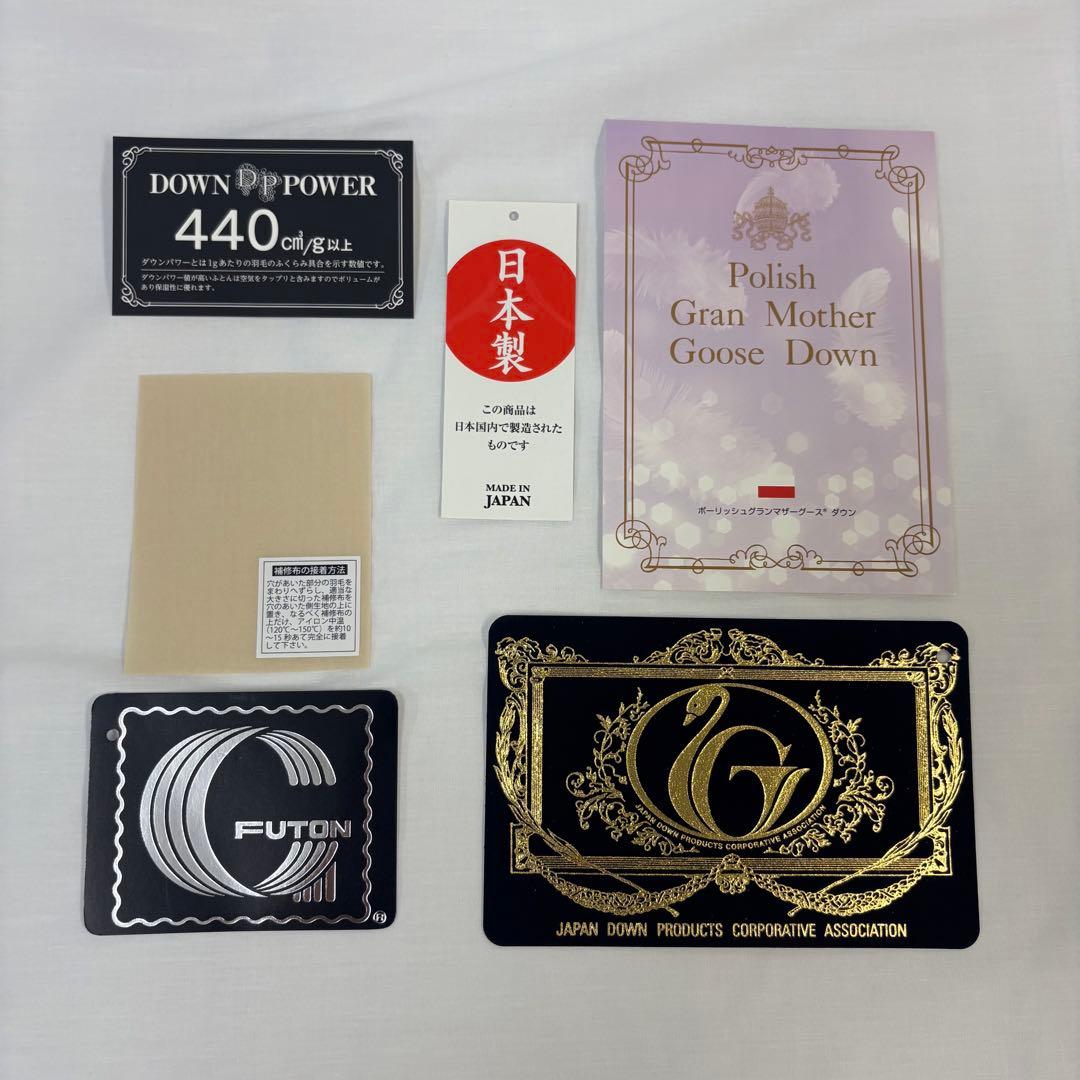 DOWN DP POWER
440cm³/g以上
ダウンパワーとは1gあたりの羽毛のふくらみ具合を示す数値です。
ダウンパワー値が高いふとんは空気をタップリと含みますのでボリュームが
あり保湿性に優れます。
日本製
この商品は
日本国内で製造された
ものです
MADE IN
JAPAN
Polish
Gran Mother
Goose Down
ポーリッシュグランマザーグース® ダウン
補修布の接着方法
穴があいた部分の羽毛を
まわりへずらし、適当な
大きさに切った補修布を
穴のあいた側生地の上に
置き、なるべく補修布の
上だけ、アイロン中温
(120℃〜150℃)を約10
〜15 秒あて完全に接着
して下さい。
G
FUTON
®
G
JAPAN DOWN PRODUCTS CORPORATIVE ASSOCIATION
JAPAN DOWN PRODUCTS CORPORATIVE ASSOCIATION